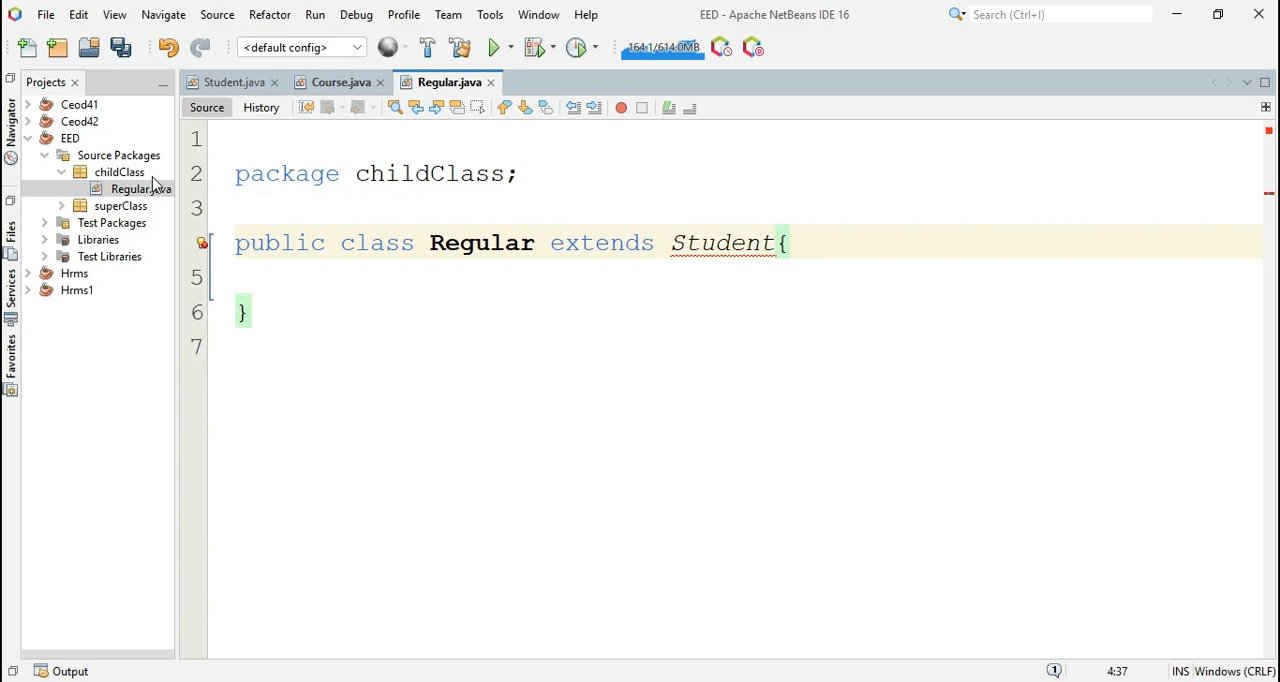 File Edit View Navigate Source Refactor Run Debug Profile Team Tools Window Help EED - Apache NetBeans IDE 16 Search (Ctrl+I)
<default config> 164.1/614.0MB
Projects Student.java Course.java Regular.java
Source History
Navigator
Files
Services
Favorites
Ceod41
Ceod42
EED
Source Packages
childClass
Regular.java
superClass
Test Packages
Libraries
Test Libraries
Hrms
Hrms1
1
2 package childClass;
3
public class Regular extends Student{
5
6 }
7
Output 1 4:37 INS Windows (CRLF)